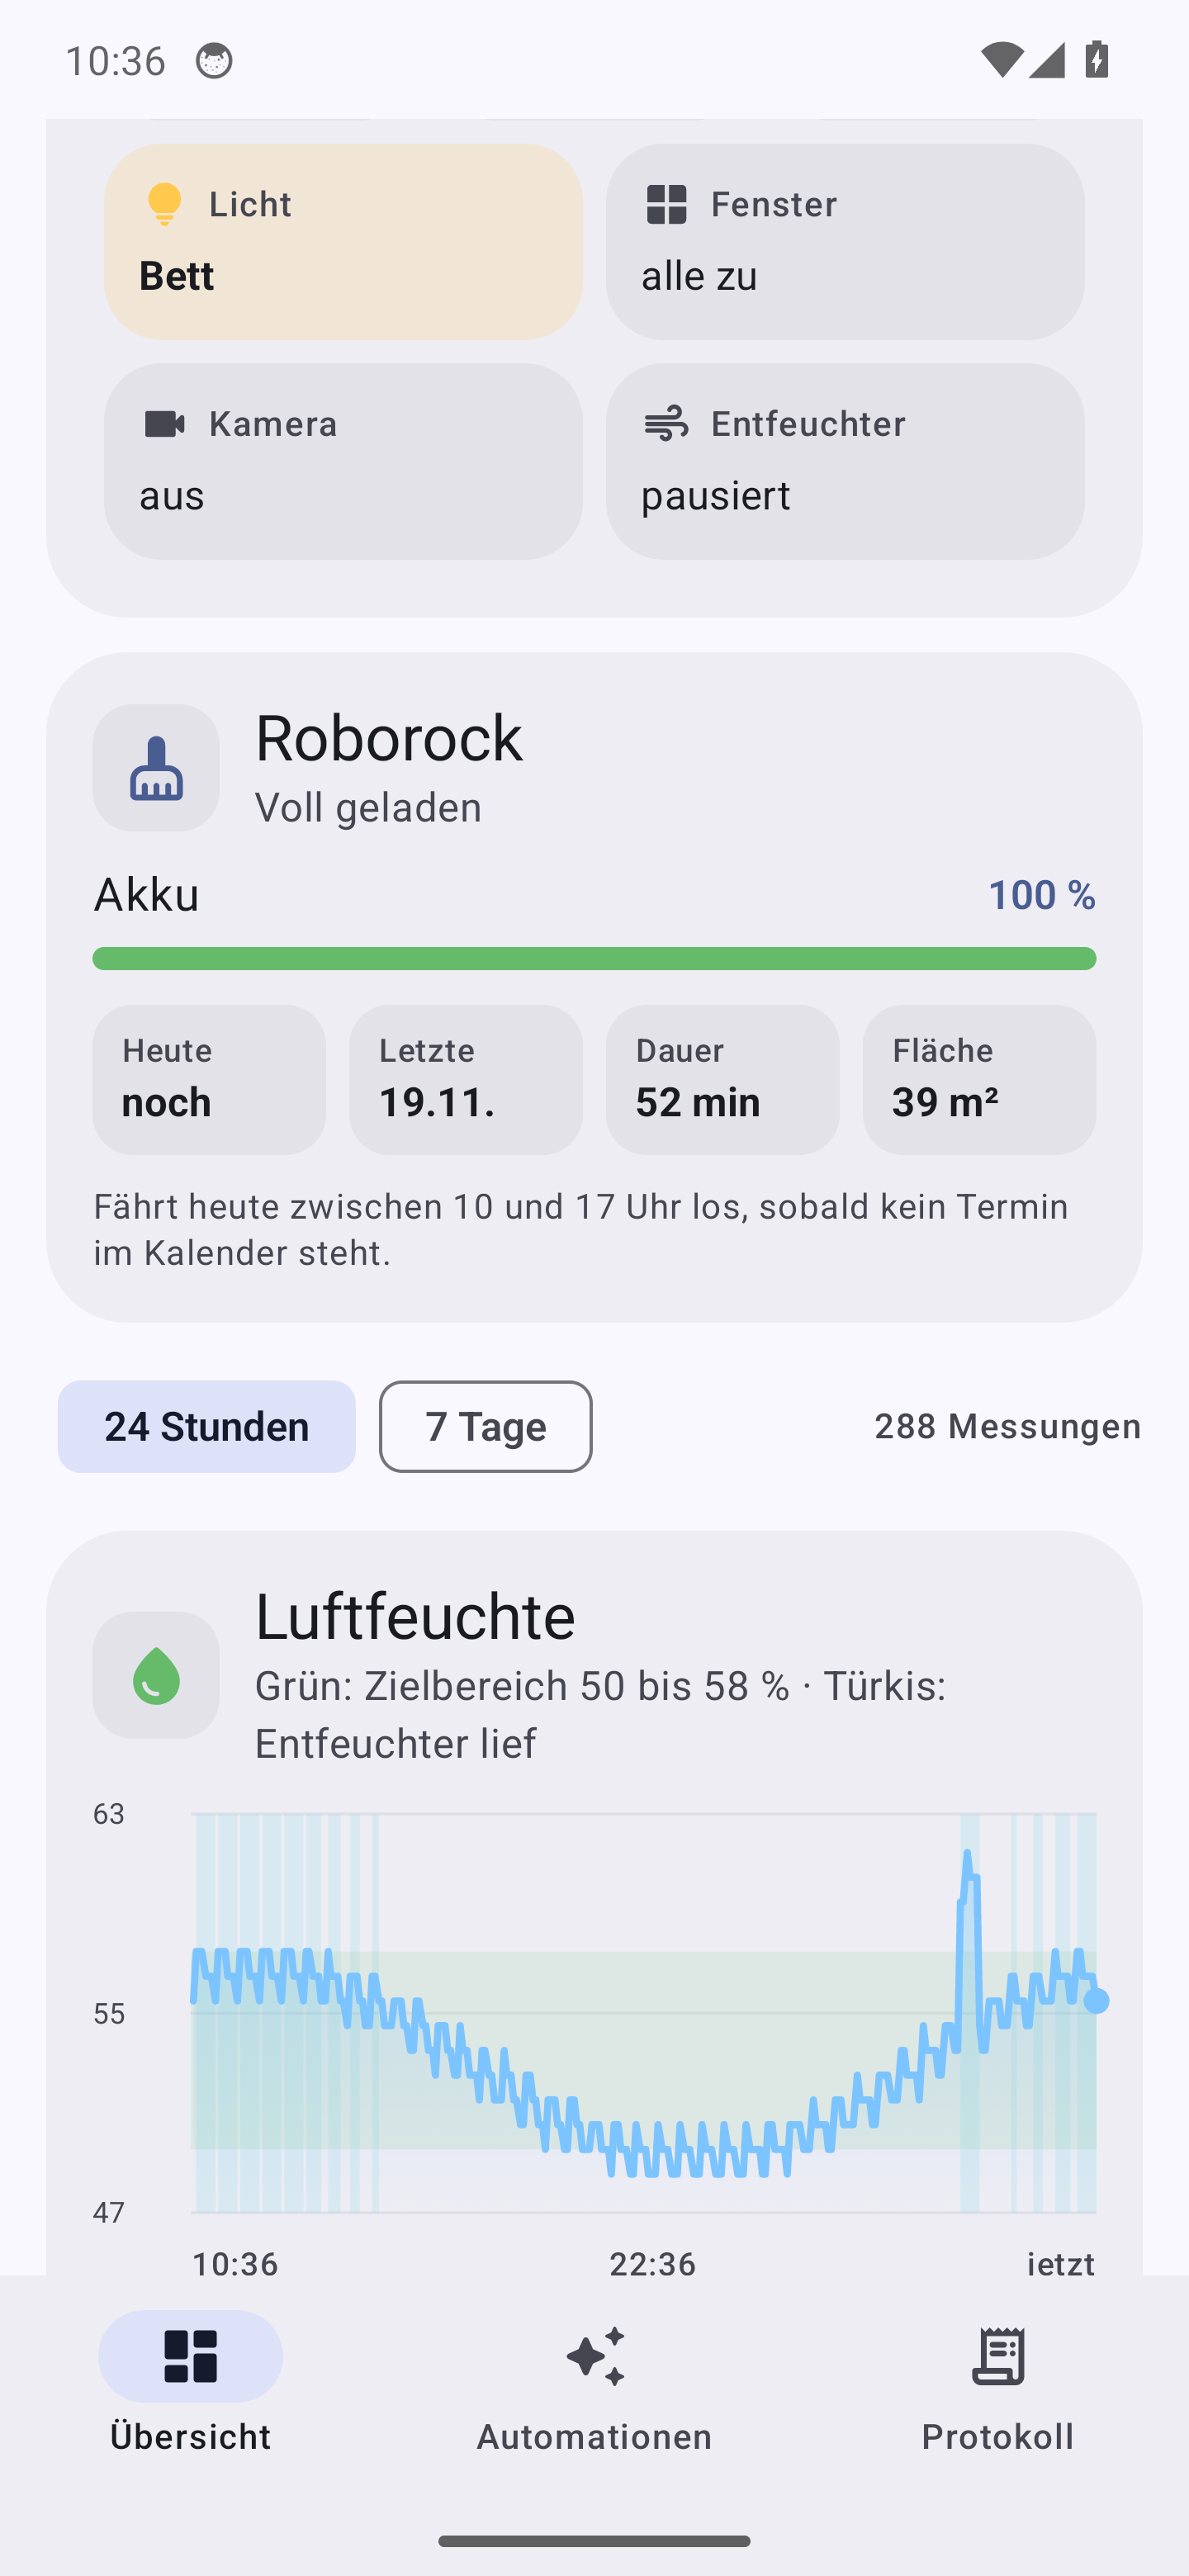 10:36
Licht
Bett
Fenster
alle zu
Kamera
aus
Entfeuchter
pausiert
Roborock
Voll geladen
Akku
100 %
Heute
noch
Letzte
19.11.
Dauer
52 min
Fläche
39 m²
Fährt heute zwischen 10 und 17 Uhr los, sobald kein Termin
im Kalender steht.
24 Stunden
7 Tage
288 Messungen
Luftfeuchte
Grün: Zielbereich 50 bis 58 % · Türkis:
Entfeuchter lief
63
55
47
10:36
22:36
jetzt
Übersicht
Automationen
Protokoll